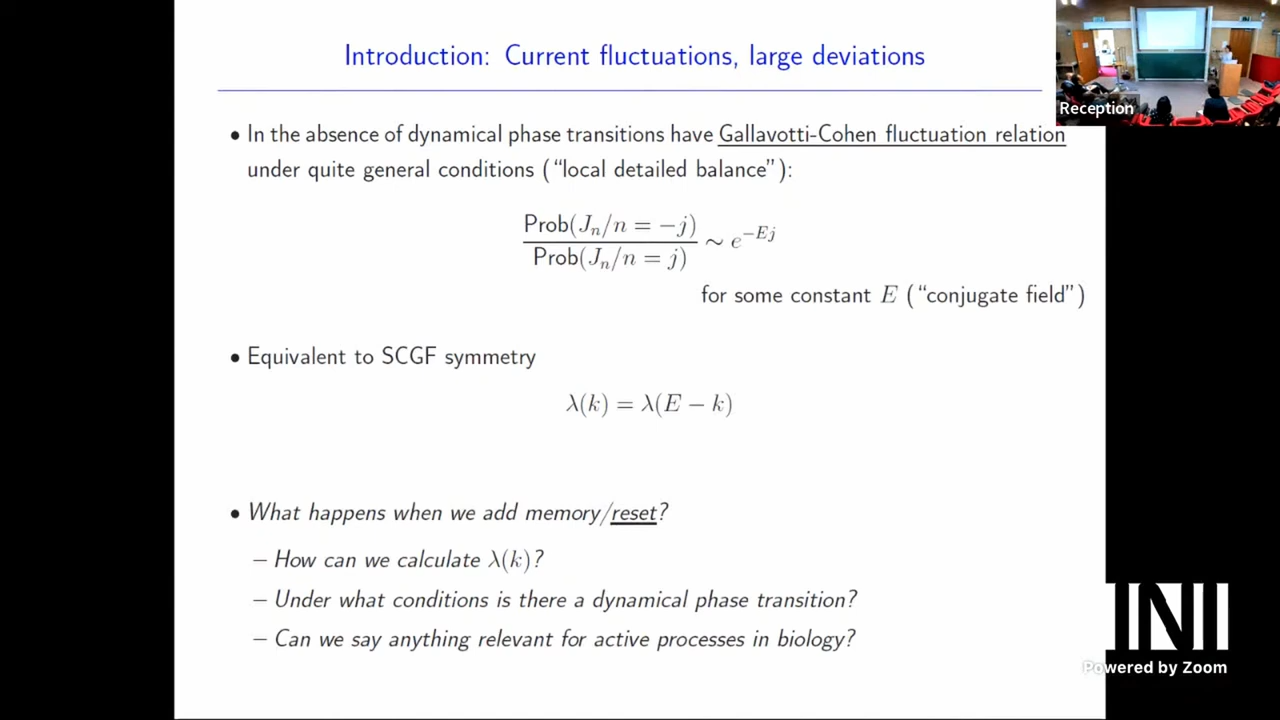 Introduction: Current fluctuations, large deviations
Reception
• In the absence of dynamical phase transitions have Gallavotti-Cohen fluctuation relation
under quite general conditions (“local detailed balance”):
Prob(Jₙ/n = −j)
Prob(Jₙ/n = j)
∼ e^{−Ej}
for some constant E (“conjugate field”)
• Equivalent to SCGF symmetry
λ(k) = λ(E − k)
• What happens when we add memory/reset?
– How can we calculate λ(k)?
– Under what conditions is there a dynamical phase transition?
– Can we say anything relevant for active processes in biology?
INI
Powered by Zoom